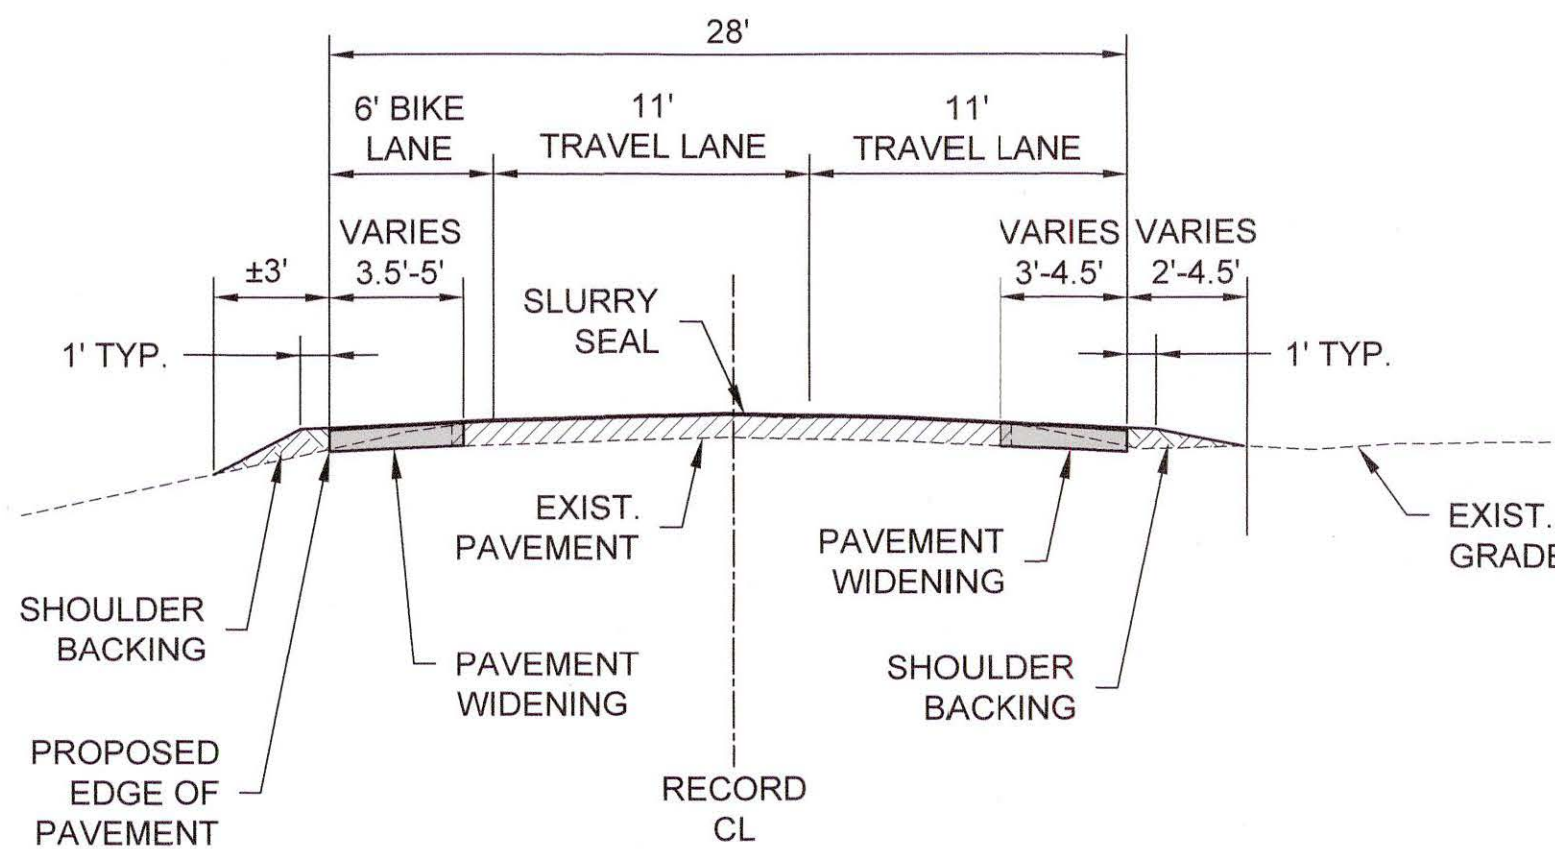 28'
6' BIKE
LANE
11'
TRAVEL LANE
11'
TRAVEL LANE
VARIES
3.5'-5'
VARIES
3'-4.5'
VARIES
2'-4.5'
±3'
1' TYP.
SLURRY
SEAL
1' TYP.
EXIST.
PAVEMENT
PAVEMENT
WIDENING
EXIST.
GRADE
SHOULDER
BACKING
PAVEMENT
WIDENING
SHOULDER
BACKING
PROPOSED
EDGE OF
PAVEMENT
RECORD
CL